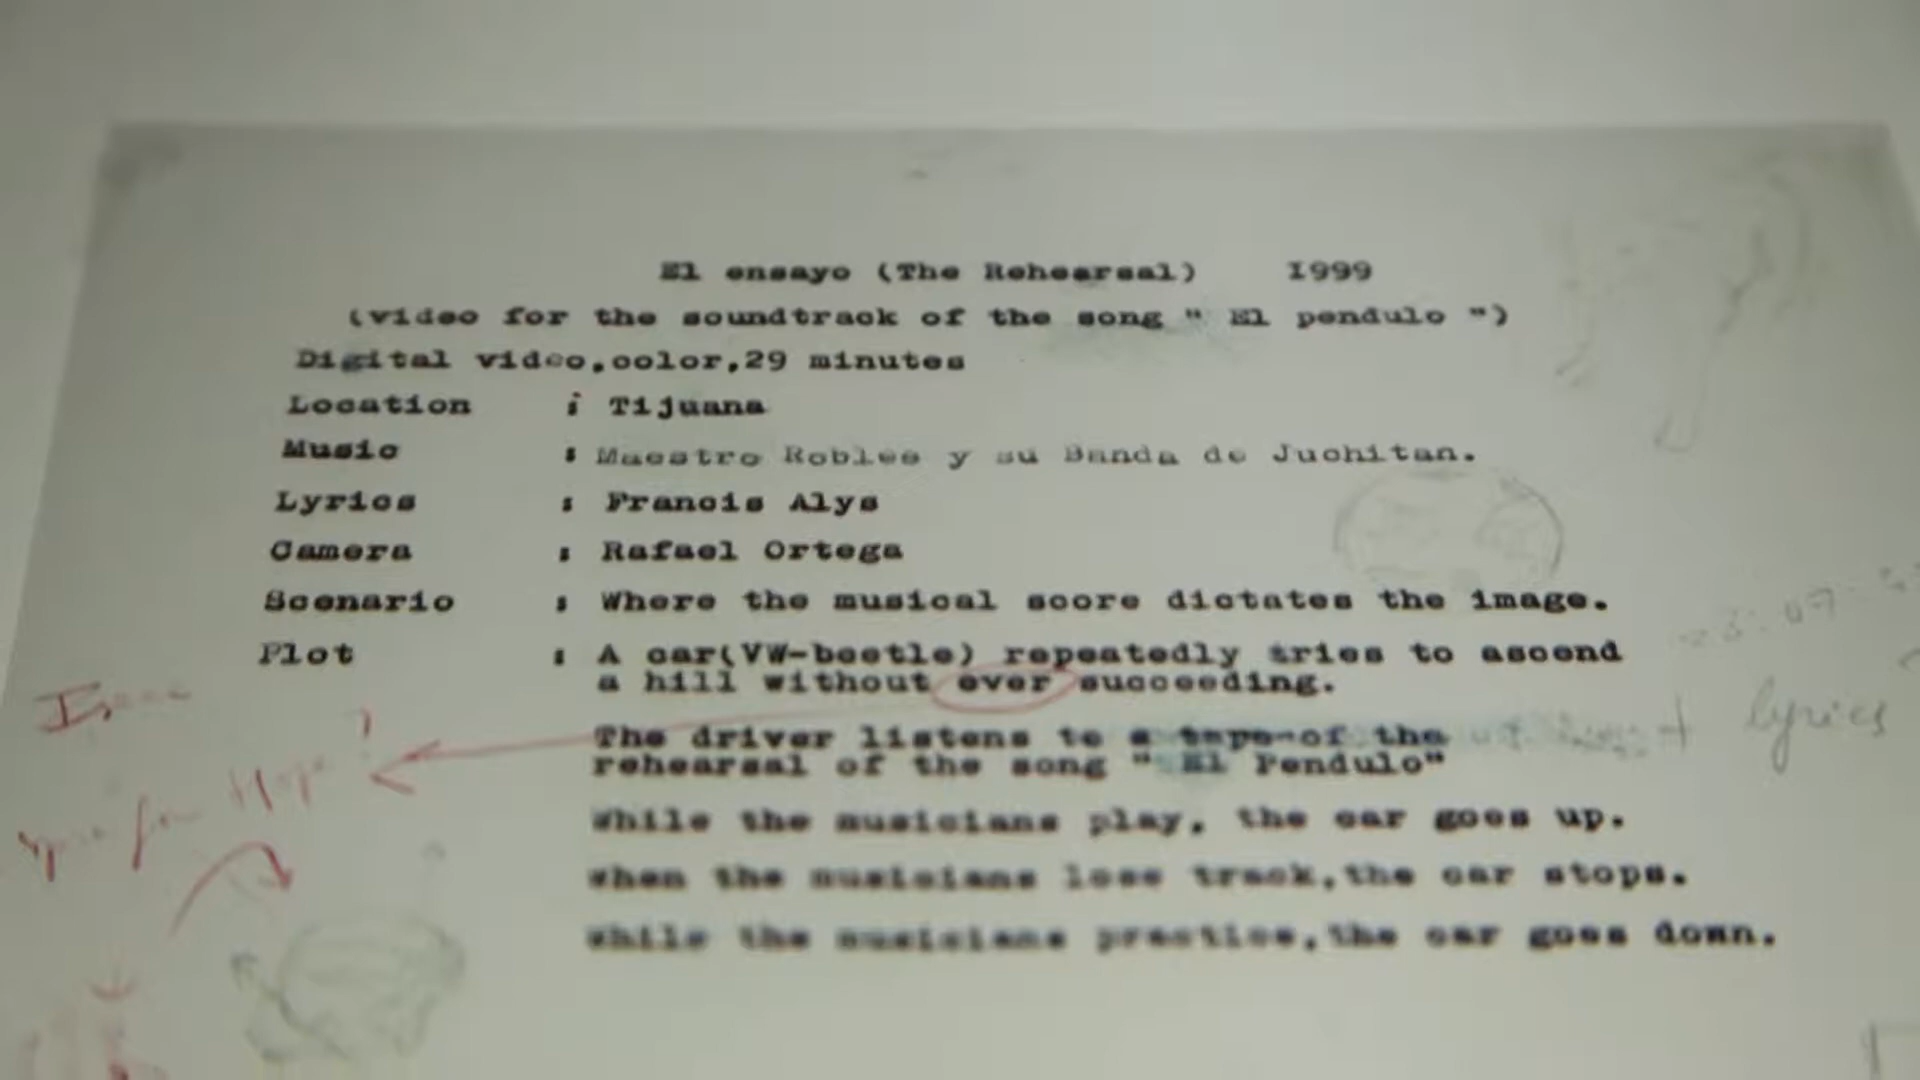 El ensayo (The Rehearsal) I999
(video for the soundtrack of the song " El pendulo ")
Digital video,color,29 minutes
Location : Tijuana
Music : Maestro Robles y su Banda de Juchitan.
Lyrics : Francis Alys
Camera : Rafael Ortega
Scenario : Where the musical score dictates the image.
Plot : A car(VW-beetle) repeatedly tries to ascend
a hill without ever succeeding.
The driver listens to a tape of the
rehearsal of the song " El Pendulo"
+ lyrics
While the musicians play, the car goes up.
When the musicians lose track,the car stops.
While the musicians practice,the car goes down.